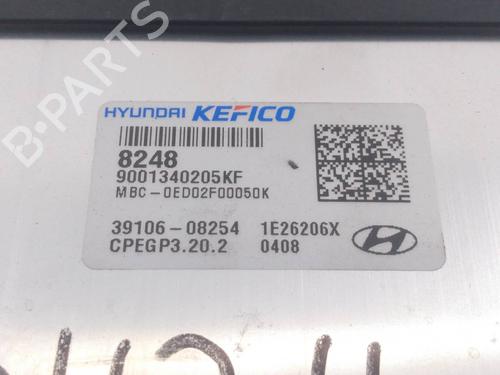 B-PARTS
HYUNDAI KEFICO
8248
9001340205KF
MBC-0ED02F00050K
39106-08254 1E26206X
CPEGP3.20.2 0408